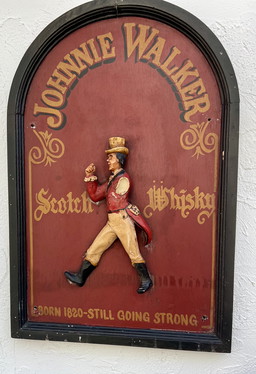 JOHNNIE WALKER
Scotch Whisky
BORN 1820-STILL GOING STRONG